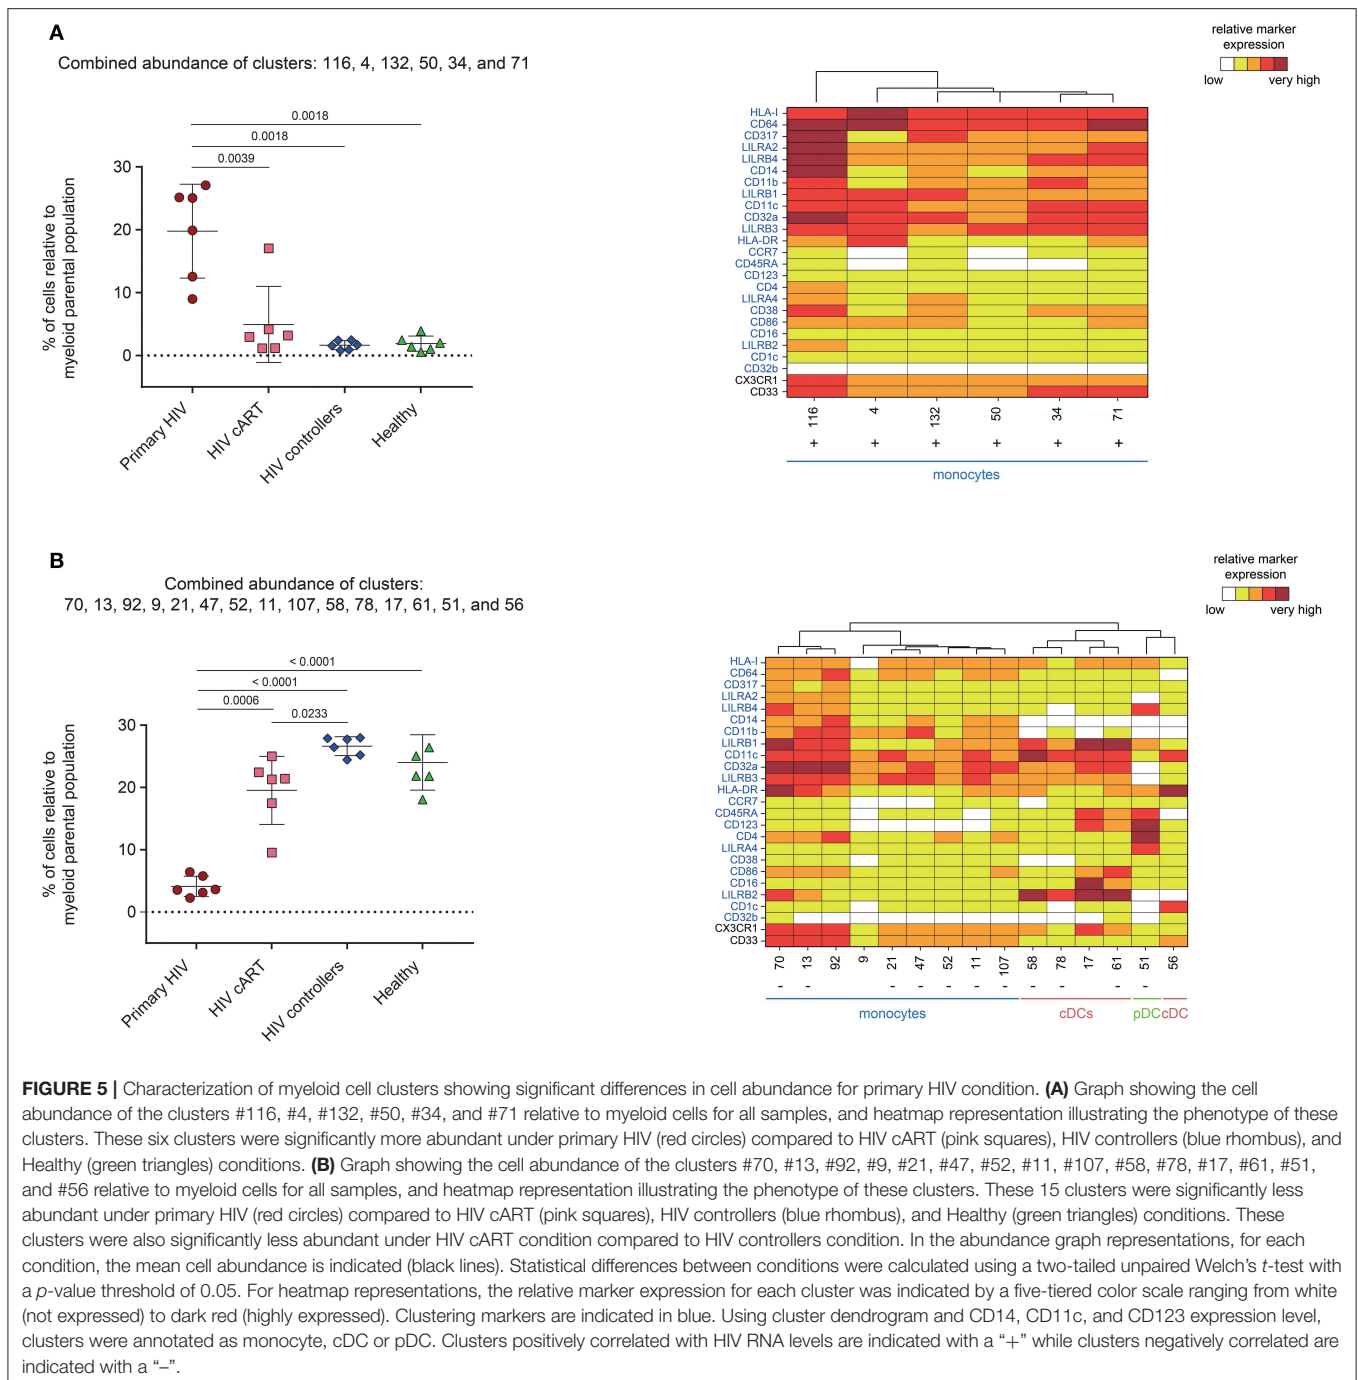 A
Combined abundance of clusters: 116, 4, 132, 50, 34, and 71
relative marker
expression
low very high
0.0018
0.0018
0.0039
% of cells relative to
myeloid parental population
30
20
10
0
Primary HIV
HIV cART
HIV controllers
Healthy
HLA-I
CD64
CD317
LILRA2
LILRB4
CD14
CD11b
LILRB1
CD11c
CD32a
LILRB3
HLA-DR
CCR7
CD45RA
CD123
CD4
LILRA4
CD38
CD86
CD16
LILRB2
CD1c
CD32b
CX3CR1
CD33
116 4 132 50 34 71
+ + + + + +
monocytes
B
Combined abundance of clusters:
70, 13, 92, 9, 21, 47, 52, 11, 107, 58, 78, 17, 61, 51, and 56
relative marker
expression
low very high
< 0.0001
< 0.0001
0.0006
0.0233
% of cells relative to
myeloid parental population
30
20
10
0
Primary HIV
HIV cART
HIV controllers
Healthy
HLA-I
CD64
CD317
LILRA2
LILRB4
CD14
CD11b
LILRB1
CD11c
CD32a
LILRB3
HLA-DR
CCR7
CD45RA
CD123
CD4
LILRA4
CD38
CD86
CD16
LILRB2
CD1c
CD32b
CX3CR1
CD33
70 13 92 9 21 47 52 11 107 58 78 17 61 51 56
- - - - - - - - - - -
monocytes cDCs pDC cDC
FIGURE 5 | Characterization of myeloid cell clusters showing significant differences in cell abundance for primary HIV condition. (A) Graph showing the cell
abundance of the clusters #116, #4, #132, #50, #34, and #71 relative to myeloid cells for all samples, and heatmap representation illustrating the phenotype of these
clusters. These six clusters were significantly more abundant under primary HIV (red circles) compared to HIV cART (pink squares), HIV controllers (blue rhombus), and
Healthy (green triangles) conditions. (B) Graph showing the cell abundance of the clusters #70, #13, #92, #9, #21, #47, #52, #11, #107, #58, #78, #17, #61, #51,
and #56 relative to myeloid cells for all samples, and heatmap representation illustrating the phenotype of these clusters. These 15 clusters were significantly less
abundant under primary HIV (red circles) compared to HIV cART (pink squares), HIV controllers (blue rhombus), and Healthy (green triangles) conditions. These
clusters were also significantly less abundant under HIV cART condition compared to HIV controllers condition. In the abundance graph representations, for each
condition, the mean cell abundance is indicated (black lines). Statistical differences between conditions were calculated using a two-tailed unpaired Welch's t-test with
a p-value threshold of 0.05. For heatmap representations, the relative marker expression for each cluster was indicated by a five-tiered color scale ranging from white
(not expressed) to dark red (highly expressed). Clustering markers are indicated in blue. Using cluster dendrogram and CD14, CD11c, and CD123 expression level,
clusters were annotated as monocyte, cDC or pDC. Clusters positively correlated with HIV RNA levels are indicated with a “+” while clusters negatively correlated are
indicated with a “–”.